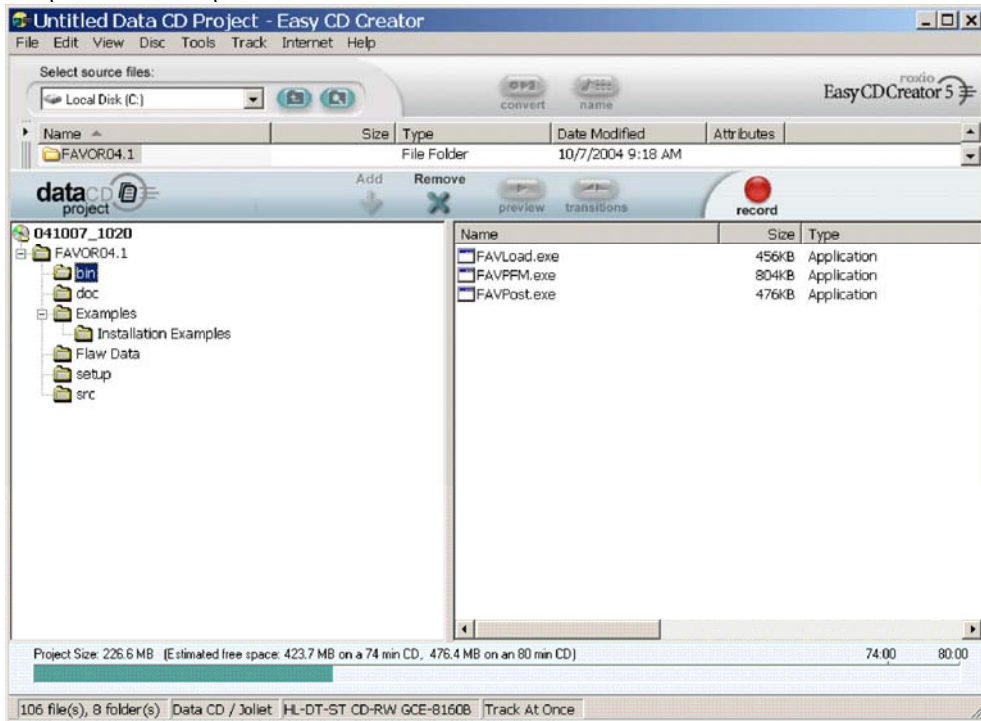 Untitled Data CD Project - Easy CD Creator
File Edit View Disc Tools Track Internet Help
Select source files:
Local Disk (C:)
convert name
roxio
Easy CD Creator 5
Name Size Type Date Modified Attributes
FAVOR04.1 File Folder 10/7/2004 9:18 AM
dataCD project
Add Remove preview transitions record
041007_1020
FAVOR04.1
bin
doc
Examples
Installation Examples
Flaw Data
setup
src
Name Size Type
FAVLoad.exe 456KB Application
FAVPFM.exe 804KB Application
FAVPost.exe 476KB Application
Project Size: 226.6 MB (Estimated free space: 423.7 MB on a 74 min CD, 476.4 MB on an 80 min CD) 74:00 80:00
106 file(s), 8 folder(s) Data CD / Joliet HL-DT-ST CD-RW GCE-8160B Track At Once